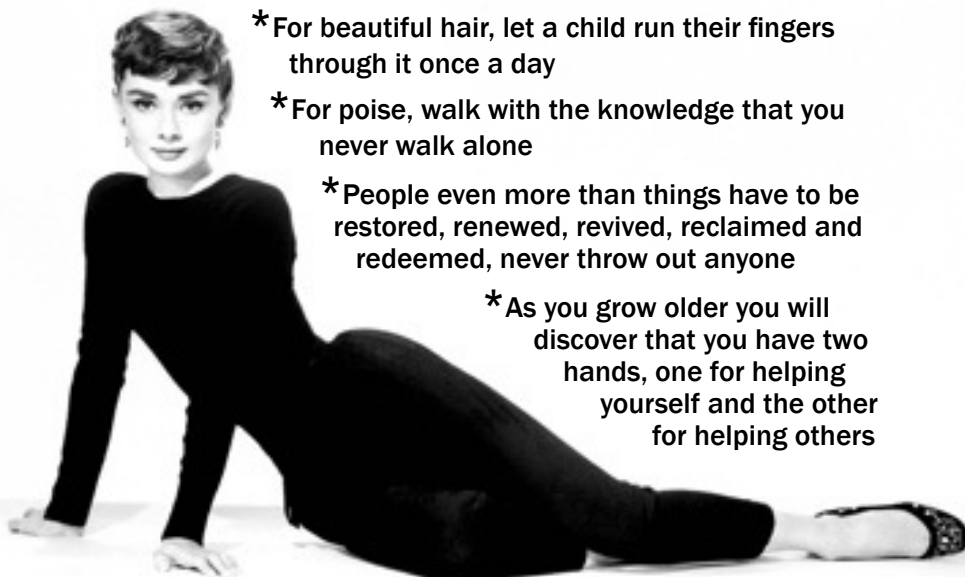 *For beautiful hair, let a child run their fingers
through it once a day
*For poise, walk with the knowledge that you
never walk alone
*People even more than things have to be
restored, renewed, revived, reclaimed and
redeemed, never throw out anyone
*As you grow older you will
discover that you have two
hands, one for helping
yourself and the other
for helping others